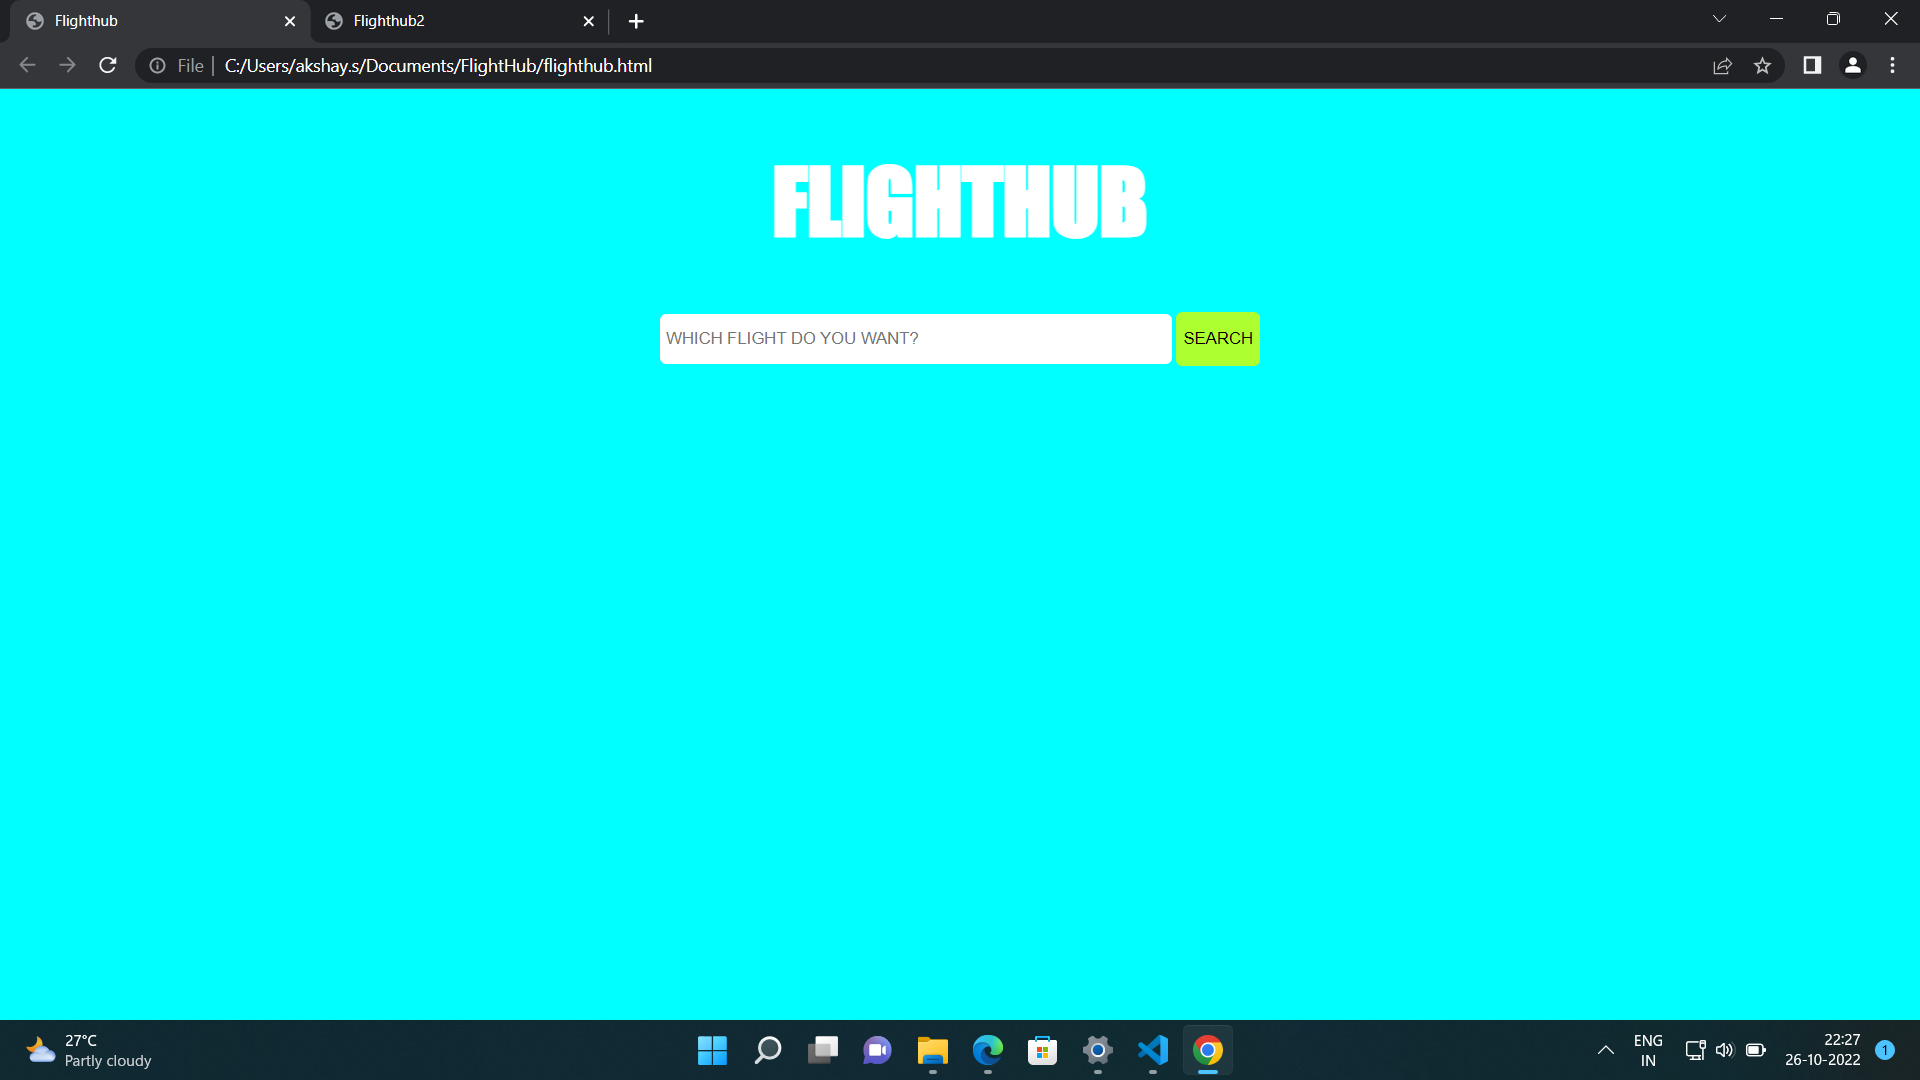 Flighthub
Flighthub2
File
C:/Users/akshay.s/Documents/FlightHub/flighthub.html
FLIGHTHUB
WHICH FLIGHT DO YOU WANT?
SEARCH
27°C
Partly cloudy
ENG
IN
22:27
26-10-2022
1